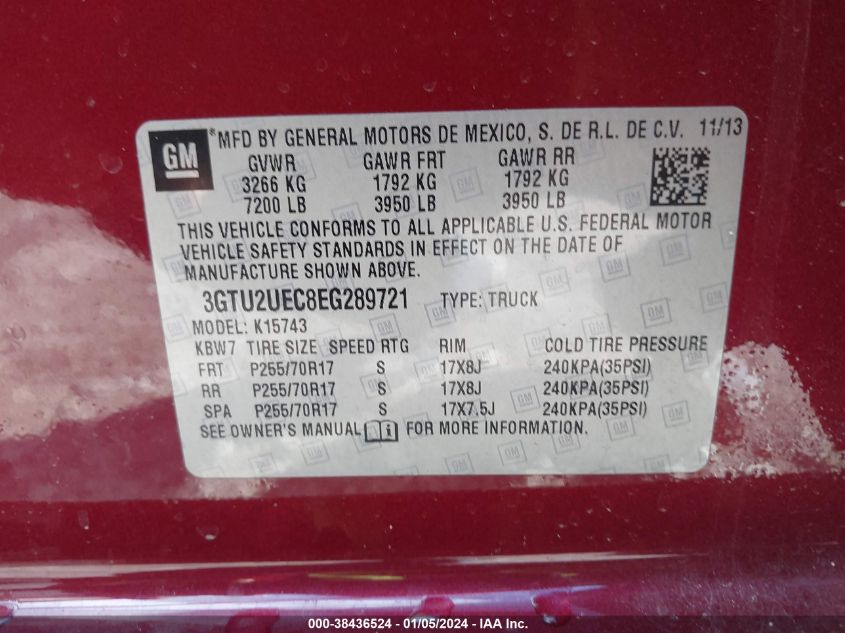 GM ® MFD BY GENERAL MOTORS DE MEXICO, S. DE R.L. DE C.V. 11/13
GVWR GAWR FRT GAWR RR
3266 KG 1792 KG 1792 KG
7200 LB 3950 LB 3950 LB
THIS VEHICLE CONFORMS TO ALL APPLICABLE U.S. FEDERAL MOTOR
VEHICLE SAFETY STANDARDS IN EFFECT ON THE DATE OF
MANUFACTURE SHOWN ABOVE.
3GTU2UEC8EG289721 TYPE: TRUCK
MODEL: K15743
KBW7 TIRE SIZE SPEED RTG RIM COLD TIRE PRESSURE
FRT P255/70R17 S 17X8J 240KPA(35PSI)
RR P255/70R17 S 17X8J 240KPA(35PSI)
SPA P255/70R17 S 17X7.5J 240KPA(35PSI)
SEE OWNER'S MANUAL i FOR MORE INFORMATION.
000-38436524 - 01/05/2024 - IAA Inc.